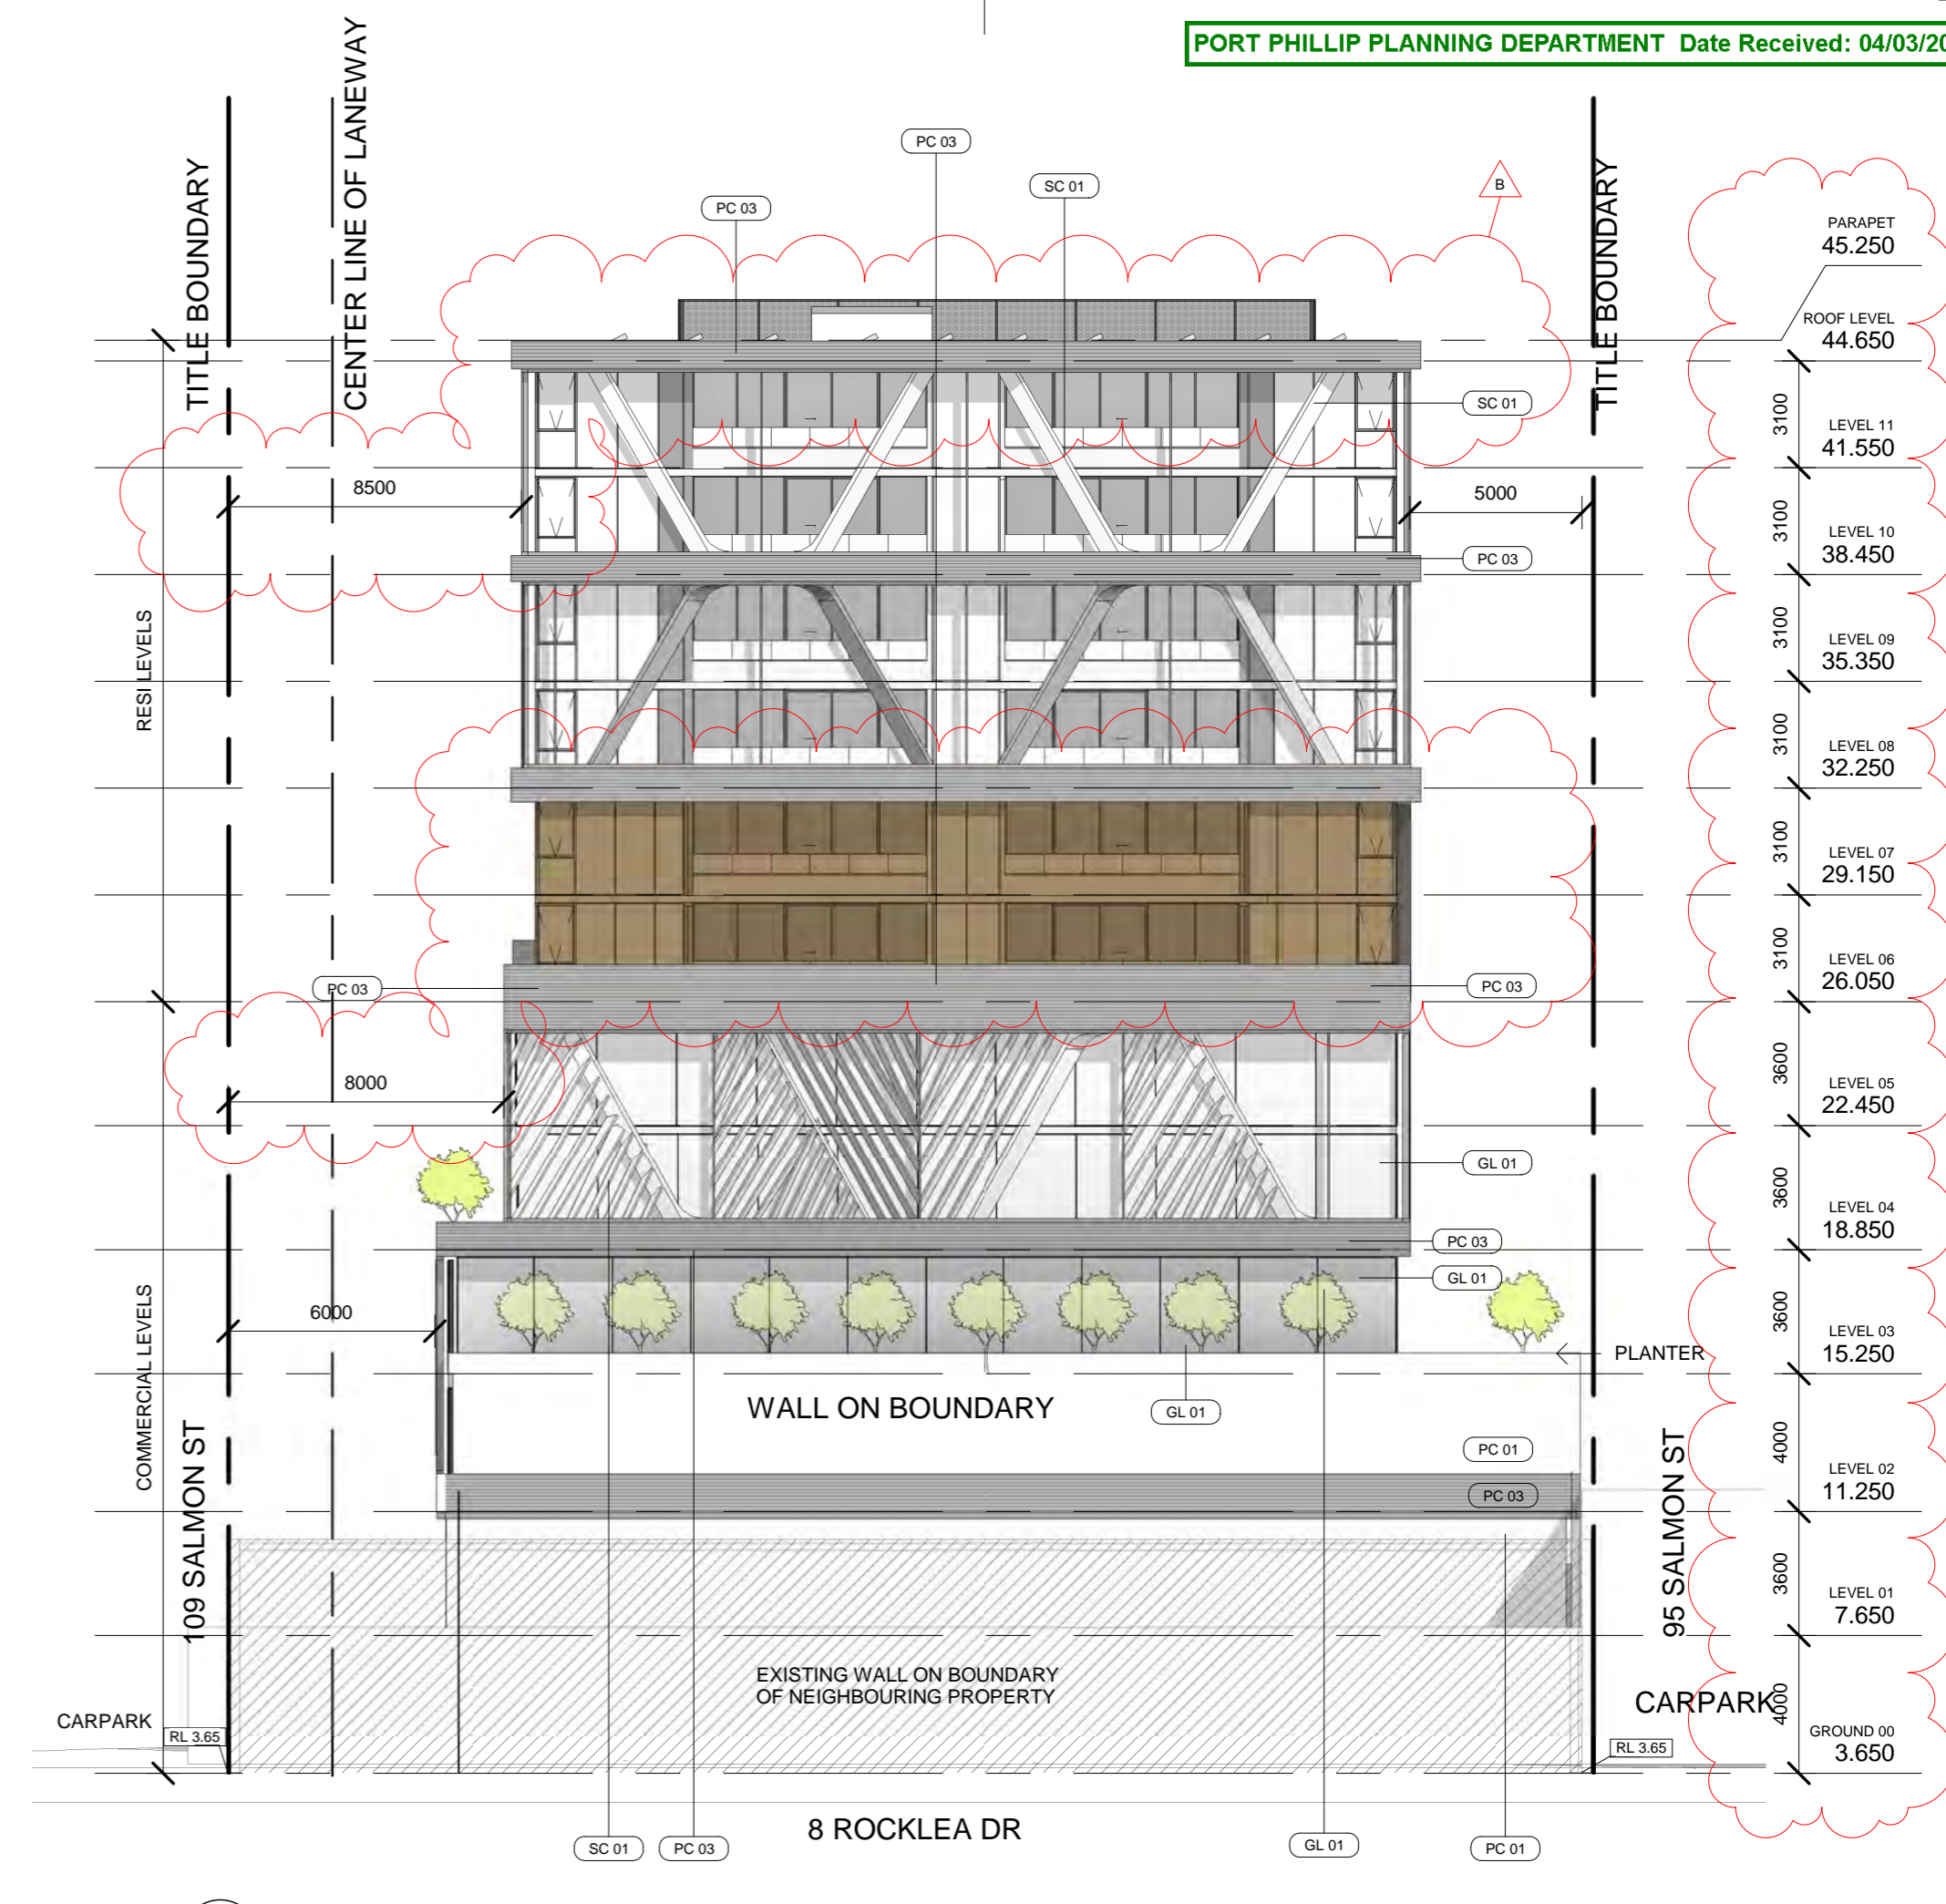 PORT PHILLIP PLANNING DEPARTMENT Date Received: 04/03/20
TITLE BOUNDARY
CENTER LINE OF LANEWAY
PC 03
SC 01
PC 03
B
TITLE BOUNDARY
PARAPET
45.250
ROOF LEVEL
44.650
SC 01
3100
LEVEL 11
41.550
8500
5000
3100
LEVEL 10
38.450
PC 03
RESI LEVELS
3100
LEVEL 09
35.350
3100
LEVEL 08
32.250
3100
LEVEL 07
29.150
3100
LEVEL 06
26.050
PC 03
PC 03
3600
LEVEL 05
22.450
8000
GL 01
3600
LEVEL 04
18.850
PC 03
GL 01
COMMERCIAL LEVELS
6000
3600
LEVEL 03
15.250
PLANTER
WALL ON BOUNDARY
GL 01
109 SALMON ST
PC 01
PC 03
95 SALMON ST
4000
LEVEL 02
11.250
3600
LEVEL 01
7.650
EXISTING WALL ON BOUNDARY
OF NEIGHBOURING PROPERTY
CARPARK
RL 3.65
CARPARK
4000
GROUND 00
3.650
RL 3.65
8 ROCKLEA DR
SC 01
PC 03
GL 01
PC 01